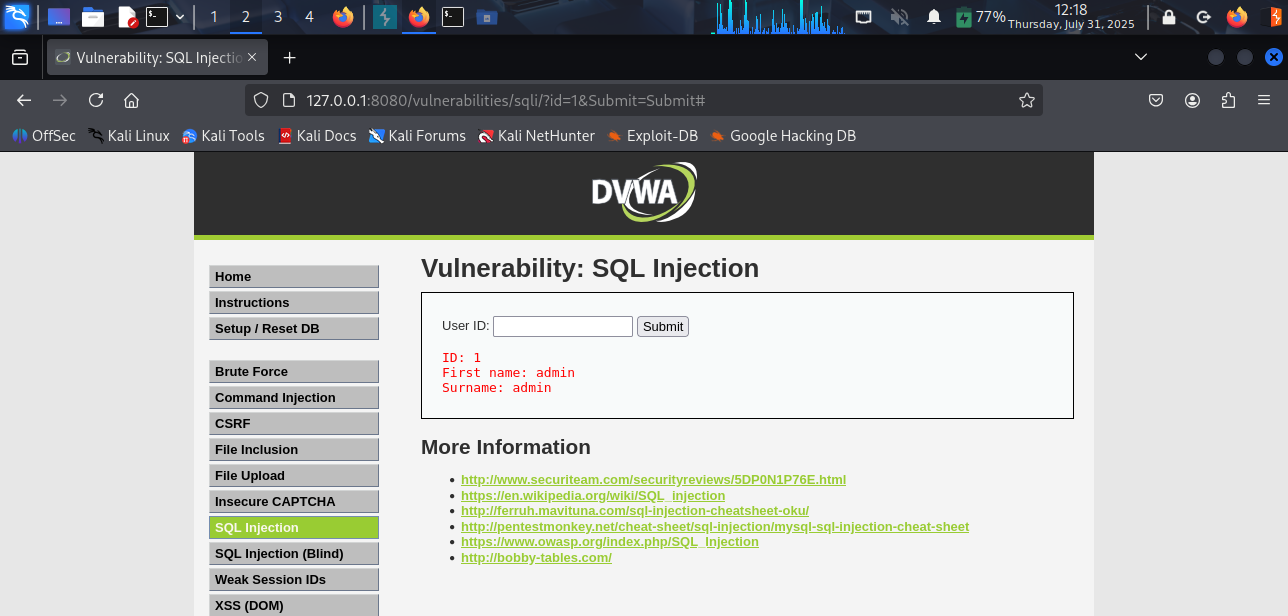 1 2 3 4 77% 12:18
Thursday, July 31, 2025
Vulnerability: SQL Injectio
127.0.0.1:8080/vulnerabilities/sqli/?id=1&Submit=Submit#
OffSec Kali Linux Kali Tools Kali Docs Kali Forums Kali NetHunter Exploit-DB Google Hacking DB
DVWA
Home
Instructions
Setup / Reset DB
Brute Force
Command Injection
CSRF
File Inclusion
File Upload
Insecure CAPTCHA
SQL Injection
SQL Injection (Blind)
Weak Session IDs
XSS (DOM)
Vulnerability: SQL Injection
User ID: Submit
ID: 1
First name: admin
Surname: admin
More Information
http://www.securiteam.com/securityreviews/5DP0N1P76E.html
https://en.wikipedia.org/wiki/SQL_injection
http://ferruh.mavituna.com/sql-injection-cheatsheet-oku/
http://pentestmonkey.net/cheat-sheet/sql-injection/mysql-sql-injection-cheat-sheet
https://www.owasp.org/index.php/SQL_Injection
http://bobby-tables.com/